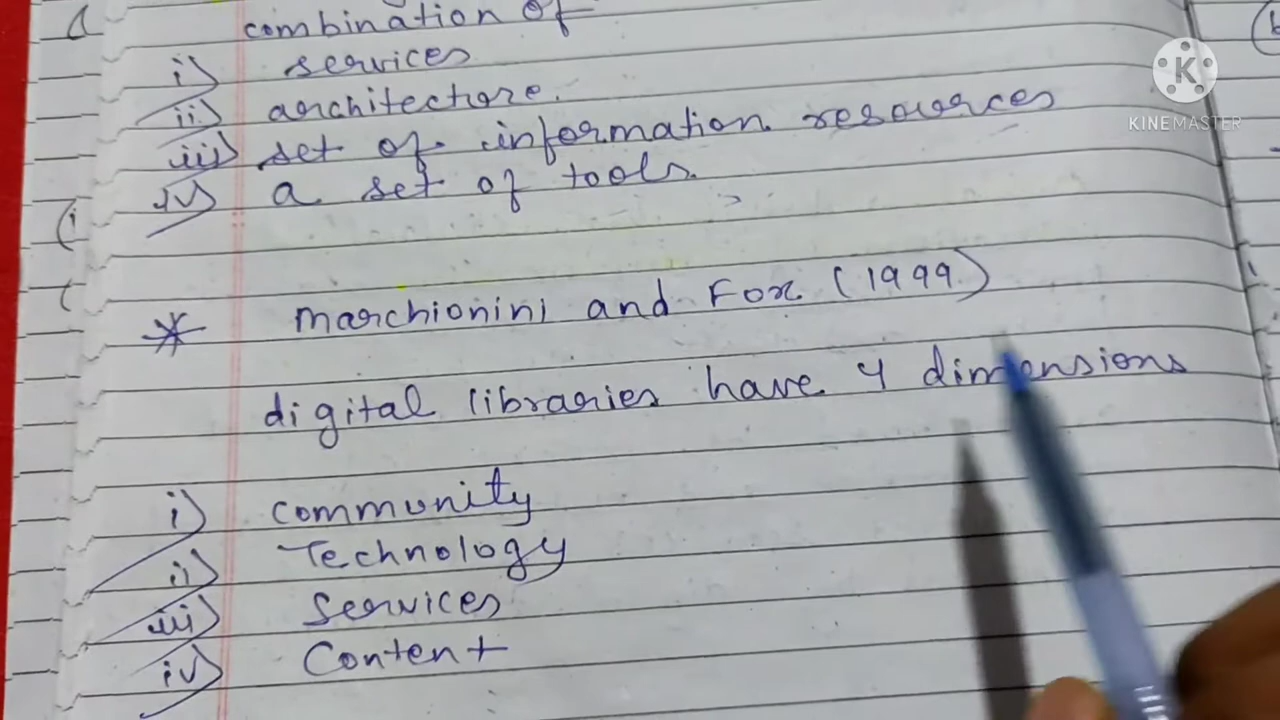 combination of
i) services
ii) architecture.
iii) set of information resources
iv) a set of tools.
* Marchionini and Fox (1999)
digital libraries have 4 dimensions
i) community
ii) Technology
iii) Services
iv) Content
K
KINEMASTER